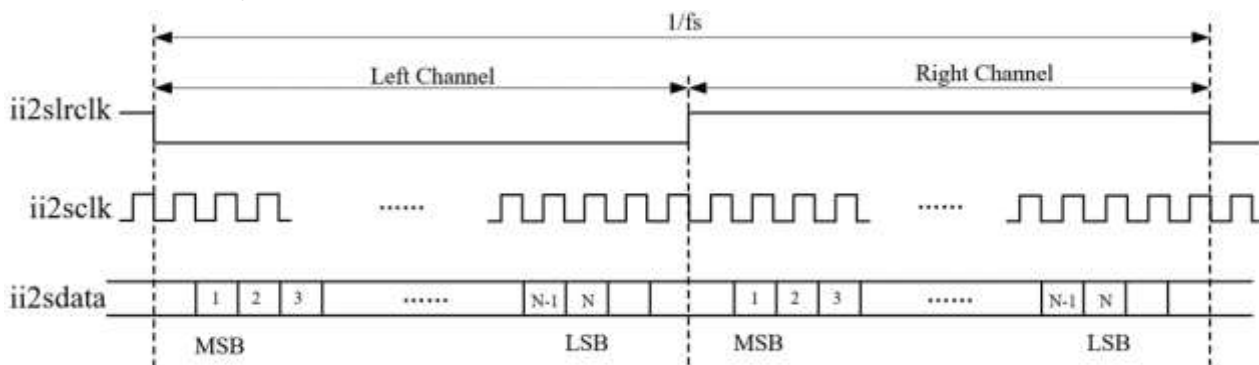 1/fs
Left Channel
Right Channel
ii2slrclk
ii2sclk
......
......
ii2sdata
1 2 3 ...... N-1 N 1 2 3 ...... N-1 N
MSB LSB MSB LSB